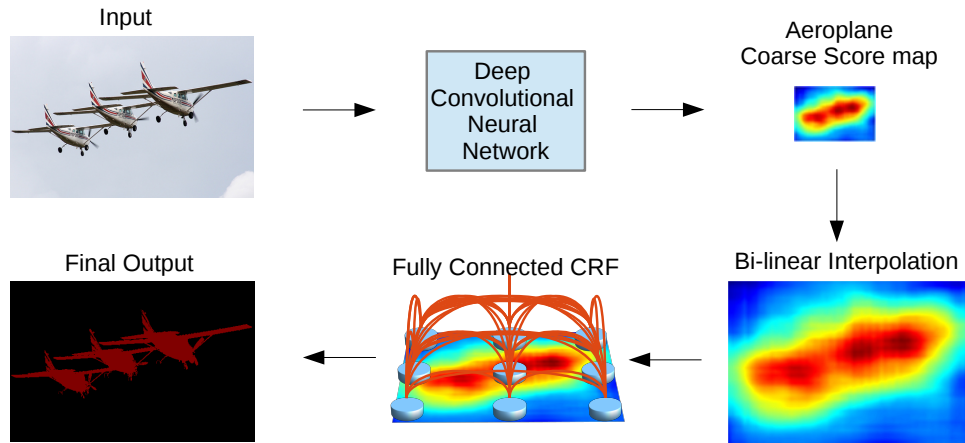 Input
Deep
Convolutional
Neural
Network
Aeroplane
Coarse Score map
Final Output
Fully Connected CRF
Bi-linear Interpolation